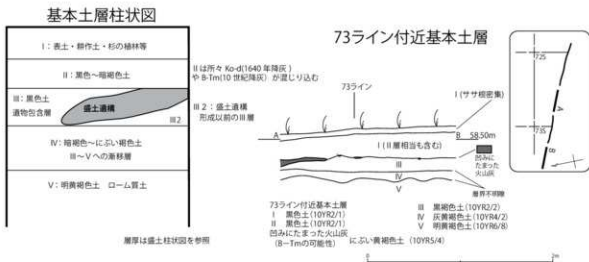 基本土層柱状図
I：表土・耕作土・杉の植林等
II：黒色～暗褐色土
III：黒色土
遺物包含層
盛土遺構
III2
IV：暗褐色～にぶい褐色土
III～Vへの漸移層
V：明黄褐色土 ローム質土
層厚は盛土柱状図を参照
IIは所々Ko-d(1640年降灰)
やB-Tm(10世紀降灰)が混じり込む
III2：盛土遺構
形成以前のIII層
73ライン付近基本土層
73ライン
I(ササ根密集)
A
B 58.50m
I(II層相当も含む)
凹みに
たまった
火山灰
III
IV
V
層界不明瞭
73ライン付近基本土層
I 黒色土(10YR2/1)
II 黒色土(10YR2/1)
凹みにたまった火山灰
(B-Tmの可能性) にぶい黄褐色土(10YR5/4)
III 黒褐色土(10YR2/2)
IV 灰黄褐色土(10YR4/2)
V 明黄褐色土(10YR6/8)
0 2m
A
B